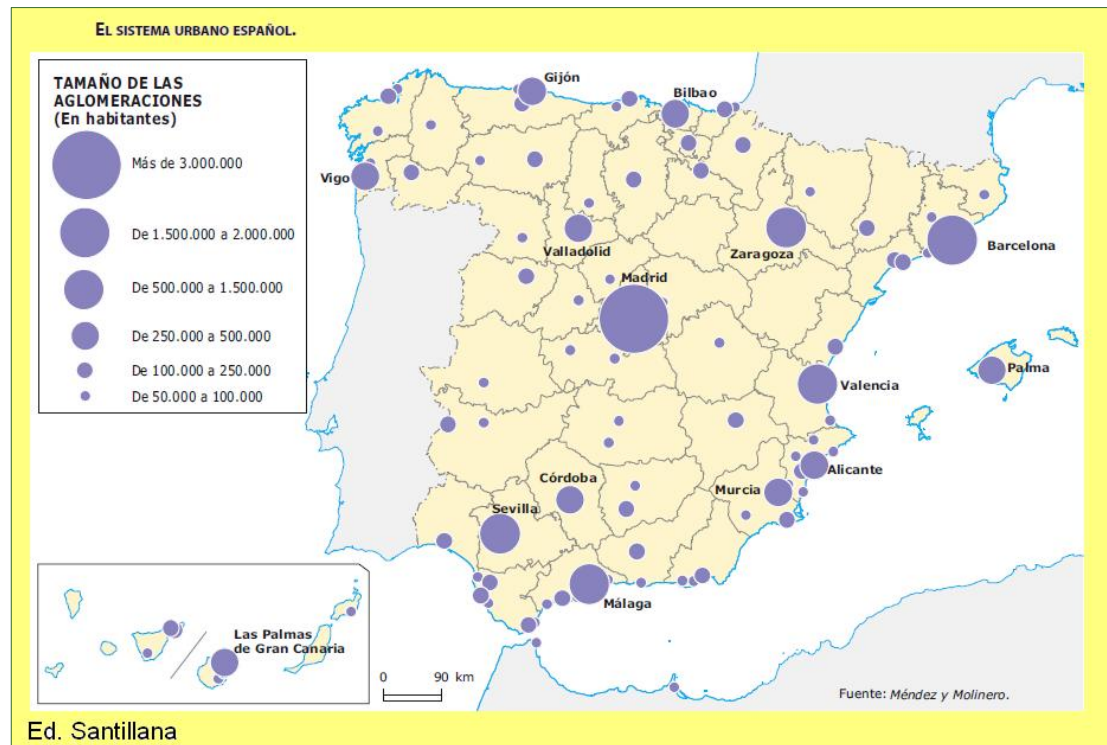 EL SISTEMA URBANO ESPAÑOL.
TAMAÑO DE LAS
AGLOMERACIONES
(En habitantes)
Más de 3.000.000
De 1.500.000 a 2.000.000
De 500.000 a 1.500.000
De 250.000 a 500.000
De 100.000 a 250.000
De 50.000 a 100.000
Gijón
Bilbao
Vigo
Valladolid
Zaragoza
Barcelona
Madrid
Palma
Valencia
Alicante
Murcia
Córdoba
Sevilla
Málaga
Las Palmas
de Gran Canaria
0 90 km
Fuente: Méndez y Molinero.
Ed. Santillana